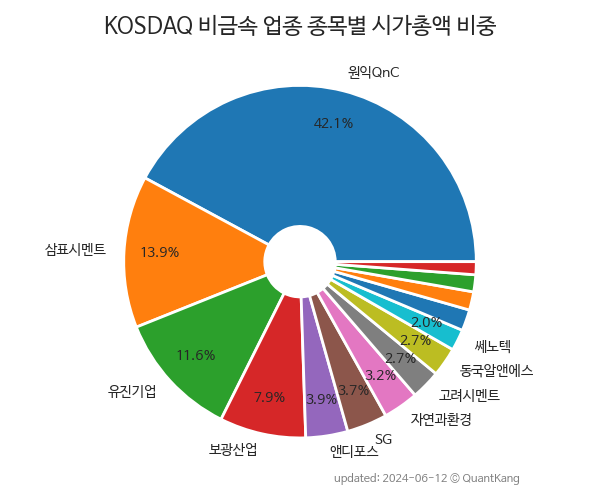 KOSDAQ 비금속 업종 종목별 시가총액 비중
원익QnC
42.1%
삼표시멘트
13.9%
유진기업
11.6%
보광산업
7.9%
앤디포스
3.9%
SG
3.7%
자연과환경
3.2%
고려시멘트
2.7%
동국알앤에스
2.7%
쎄노텍
2.0%
updated: 2024-06-12 © QuantKang